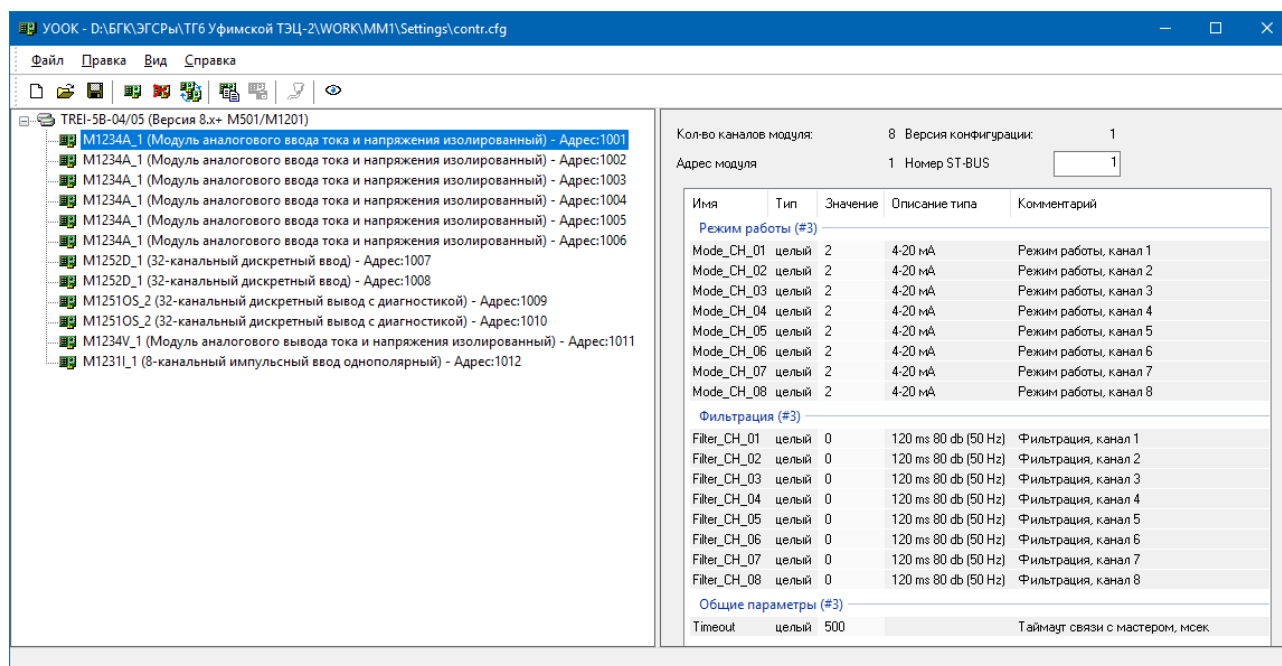 УООК - D:\БГК\ЭГСРы\ТГ6 Уфимской ТЭЦ-2\WORK\MM1\Settings\contr.cfg
Файл Правка Вид Справка
TREI-5B-04/05 (Версия 8.x+ M501/M1201)
M1234A_1 (Модуль аналогового ввода тока и напряжения изолированный) - Адрес:1001
M1234A_1 (Модуль аналогового ввода тока и напряжения изолированный) - Адрес:1002
M1234A_1 (Модуль аналогового ввода тока и напряжения изолированный) - Адрес:1003
M1234A_1 (Модуль аналогового ввода тока и напряжения изолированный) - Адрес:1004
M1234A_1 (Модуль аналогового ввода тока и напряжения изолированный) - Адрес:1005
M1234A_1 (Модуль аналогового ввода тока и напряжения изолированный) - Адрес:1006
M1252D_1 (32-канальный дискретный ввод) - Адрес:1007
M1252D_1 (32-канальный дискретный ввод) - Адрес:1008
M1251OS_2 (32-канальный дискретный вывод с диагностикой) - Адрес:1009
M1251OS_2 (32-канальный дискретный вывод с диагностикой) - Адрес:1010
M1234V_1 (Модуль аналогового вывода тока и напряжения изолированный) - Адрес:1011
M1231I_1 (8-канальный импульсный ввод однополярный) - Адрес:1012
Кол-во каналов модуля: 8 Версия конфигурации: 1
Адрес модуля 1 Номер ST-BUS 1
Имя Тип Значение Описание типа Комментарий
Режим работы (#3)
Mode_CH_01 целый 2 4-20 мА Режим работы, канал 1
Mode_CH_02 целый 2 4-20 мА Режим работы, канал 2
Mode_CH_03 целый 2 4-20 мА Режим работы, канал 3
Mode_CH_04 целый 2 4-20 мА Режим работы, канал 4
Mode_CH_05 целый 2 4-20 мА Режим работы, канал 5
Mode_CH_06 целый 2 4-20 мА Режим работы, канал 6
Mode_CH_07 целый 2 4-20 мА Режим работы, канал 7
Mode_CH_08 целый 2 4-20 мА Режим работы, канал 8
Фильтрация (#3)
Filter_CH_01 целый 0 120 ms 80 db (50 Hz) Фильтрация, канал 1
Filter_CH_02 целый 0 120 ms 80 db (50 Hz) Фильтрация, канал 2
Filter_CH_03 целый 0 120 ms 80 db (50 Hz) Фильтрация, канал 3
Filter_CH_04 целый 0 120 ms 80 db (50 Hz) Фильтрация, канал 4
Filter_CH_05 целый 0 120 ms 80 db (50 Hz) Фильтрация, канал 5
Filter_CH_06 целый 0 120 ms 80 db (50 Hz) Фильтрация, канал 6
Filter_CH_07 целый 0 120 ms 80 db (50 Hz) Фильтрация, канал 7
Filter_CH_08 целый 0 120 ms 80 db (50 Hz) Фильтрация, канал 8
Общие параметры (#3)
Timeout целый 500 Таймаут связи с мастером, мсек